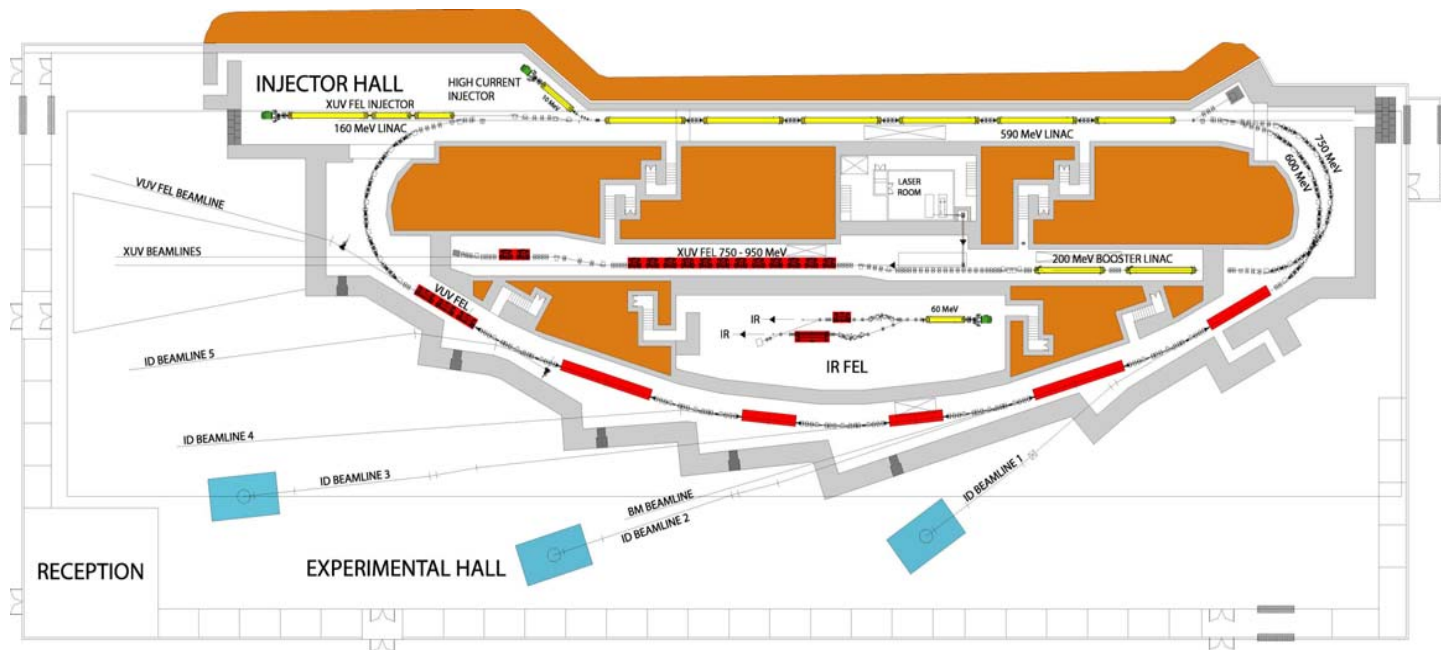 INJECTOR HALL
HIGH CURRENT
INJECTOR
10 MeV
XUV FEL INJECTOR
160 MeV LINAC
590 MeV LINAC
750 MeV
600 MeV
LASER
ROOM
VUV FEL BEAMLINE
XUV BEAMLINES
XUV FEL 750 - 950 MeV
200 MeV BOOSTER LINAC
VUV FEL
60 MeV
IR
IR
IR FEL
ID BEAMLINE 5
ID BEAMLINE 4
ID BEAMLINE 3
ID BEAMLINE 1
BM BEAMLINE
ID BEAMLINE 2
RECEPTION
EXPERIMENTAL HALL